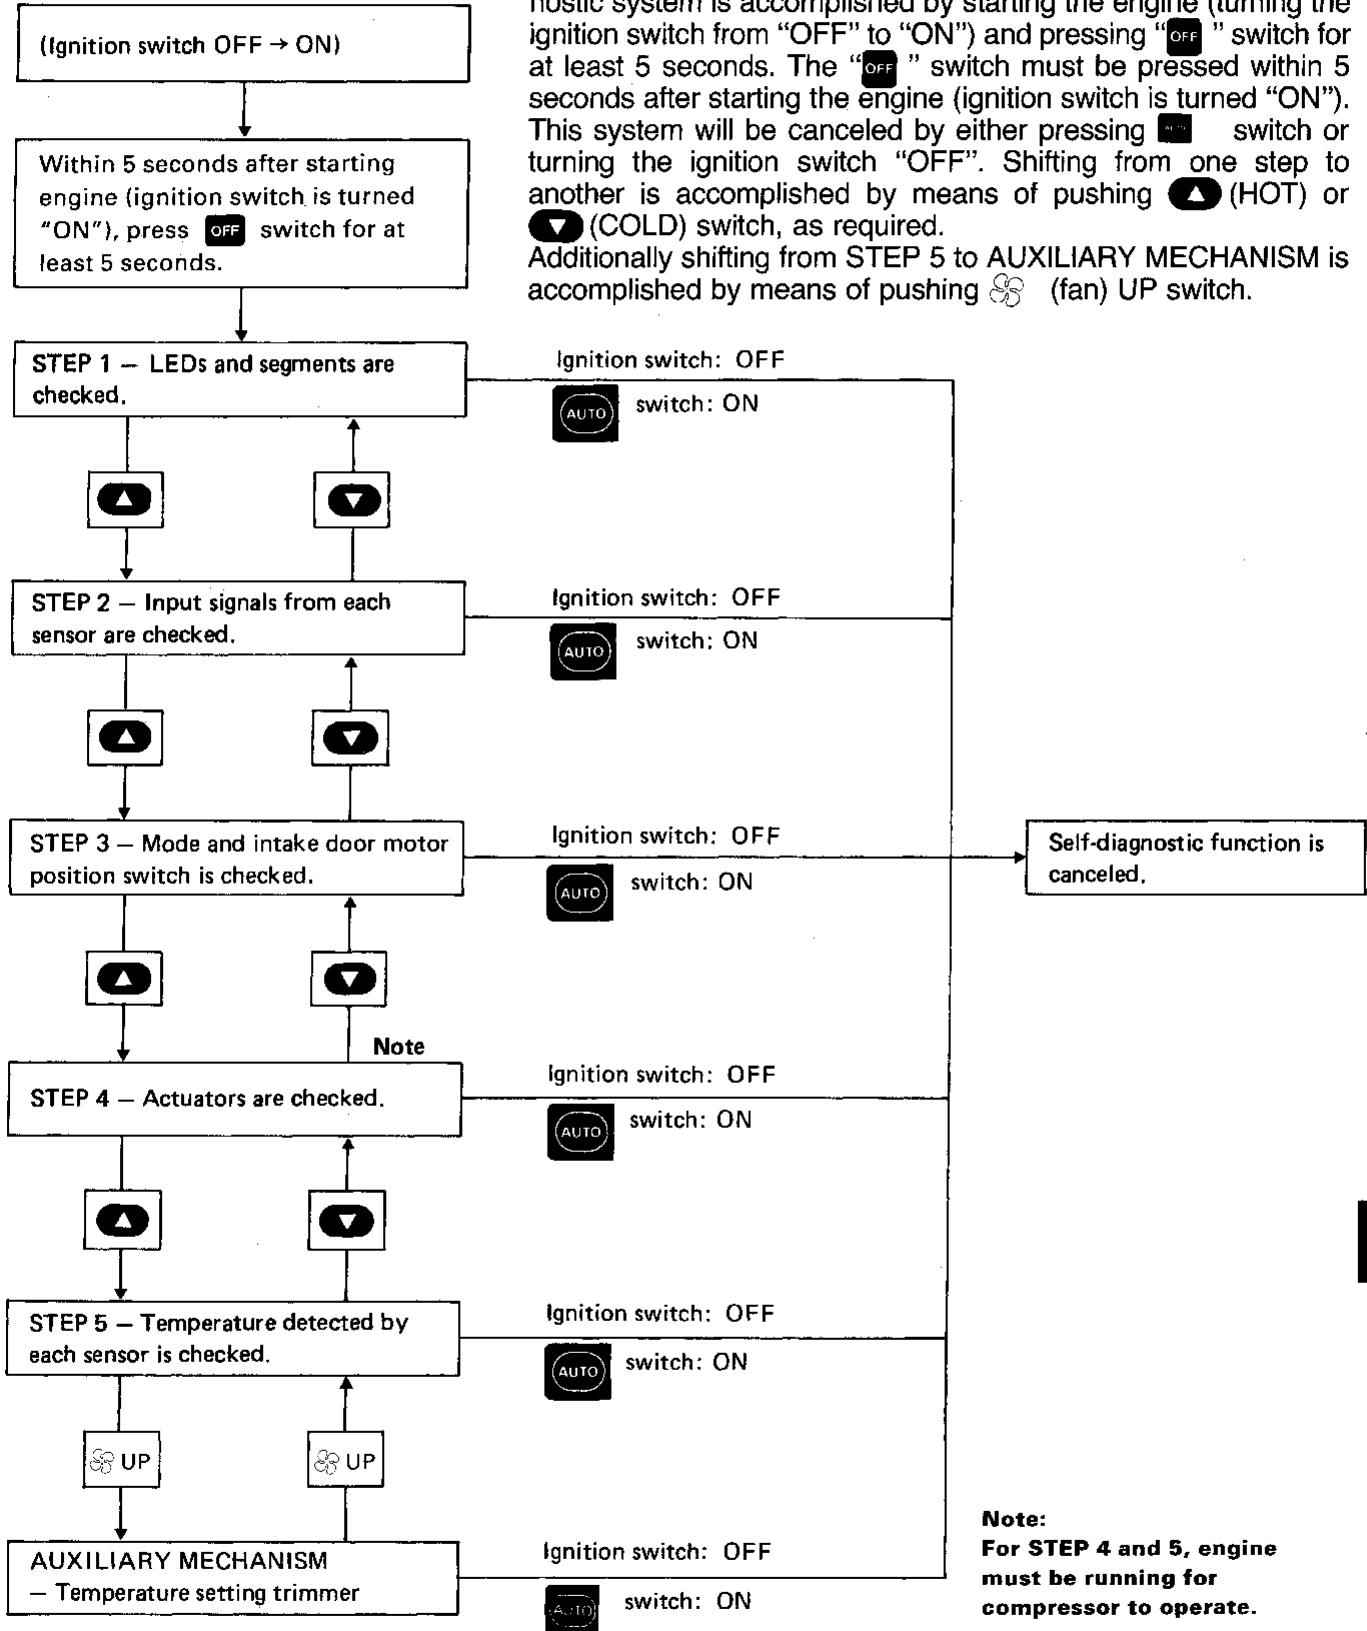 (Ignition switch OFF → ON)
nostic system is accomplished by starting the engine (turning the
ignition switch from “OFF” to “ON”) and pressing “OFF ” switch for
at least 5 seconds. The “OFF ” switch must be pressed within 5
seconds after starting the engine (ignition switch is turned “ON”).
This system will be canceled by either pressing switch or
turning the ignition switch “OFF”. Shifting from one step to
another is accomplished by means of pushing ▲ (HOT) or
▼ (COLD) switch, as required.
Additionally shifting from STEP 5 to AUXILIARY MECHANISM is
accomplished by means of pushing (fan) UP switch.
Within 5 seconds after starting
engine (ignition switch is turned
“ON”), press OFF switch for at
least 5 seconds.
STEP 1 — LEDs and segments are
checked.
Ignition switch: OFF
AUTO switch: ON
▲ ▼
STEP 2 — Input signals from each
sensor are checked.
Ignition switch: OFF
AUTO switch: ON
▲ ▼
STEP 3 — Mode and intake door motor
position switch is checked.
Ignition switch: OFF
AUTO switch: ON
Self-diagnostic function is
canceled.
▲ ▼
Note
STEP 4 — Actuators are checked.
Ignition switch: OFF
AUTO switch: ON
▲ ▼
STEP 5 — Temperature detected by
each sensor is checked.
Ignition switch: OFF
AUTO switch: ON
UP UP
AUXILIARY MECHANISM
— Temperature setting trimmer
Ignition switch: OFF
AUTO switch: ON
Note:
For STEP 4 and 5, engine
must be running for
compressor to operate.